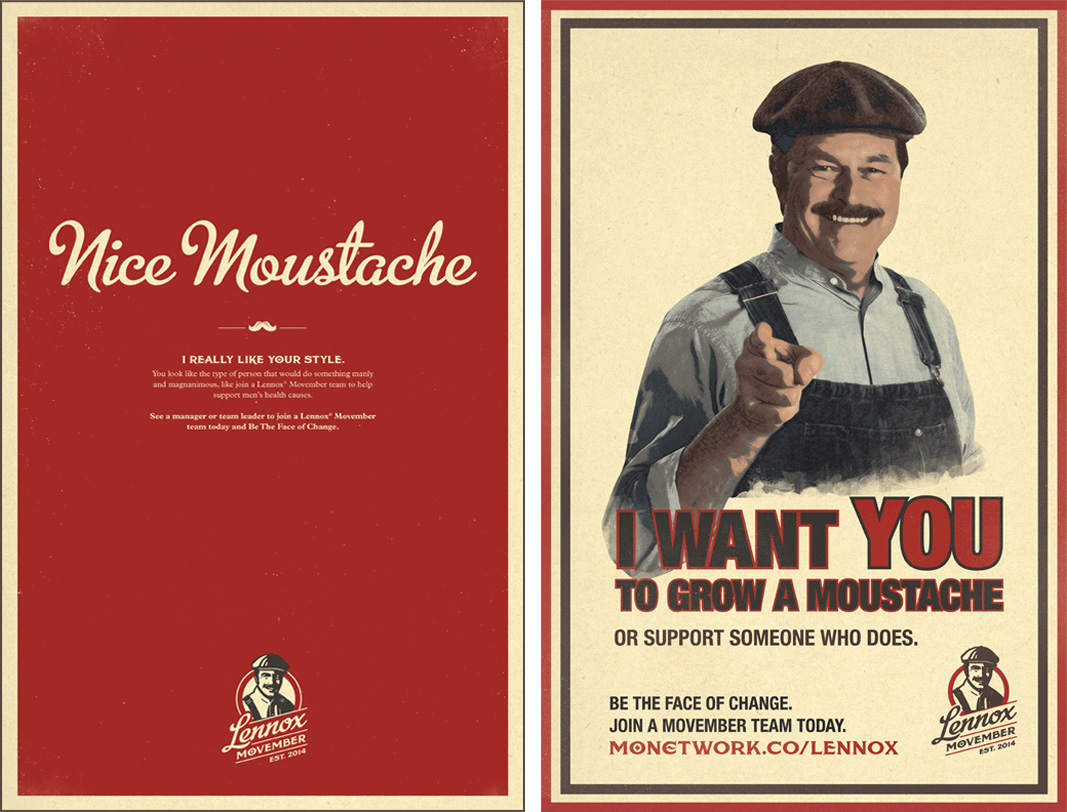 Nice Moustache
I REALLY LIKE YOUR STYLE.
You look like the type of person that would do something manly
and magnanimous, like join a Lennox® Movember team to help
support men's health causes.
See a manager or team leader to join a Lennox® Movember
team today and Be The Face of Change.
Lennox
MOVEMBER
EST. 2014
I WANT YOU
TO GROW A MOUSTACHE
OR SUPPORT SOMEONE WHO DOES.
BE THE FACE OF CHANGE.
JOIN A MOVEMBER TEAM TODAY.
MONETWORK.CO/LENNOX
Lennox
MOVEMBER
EST. 2014